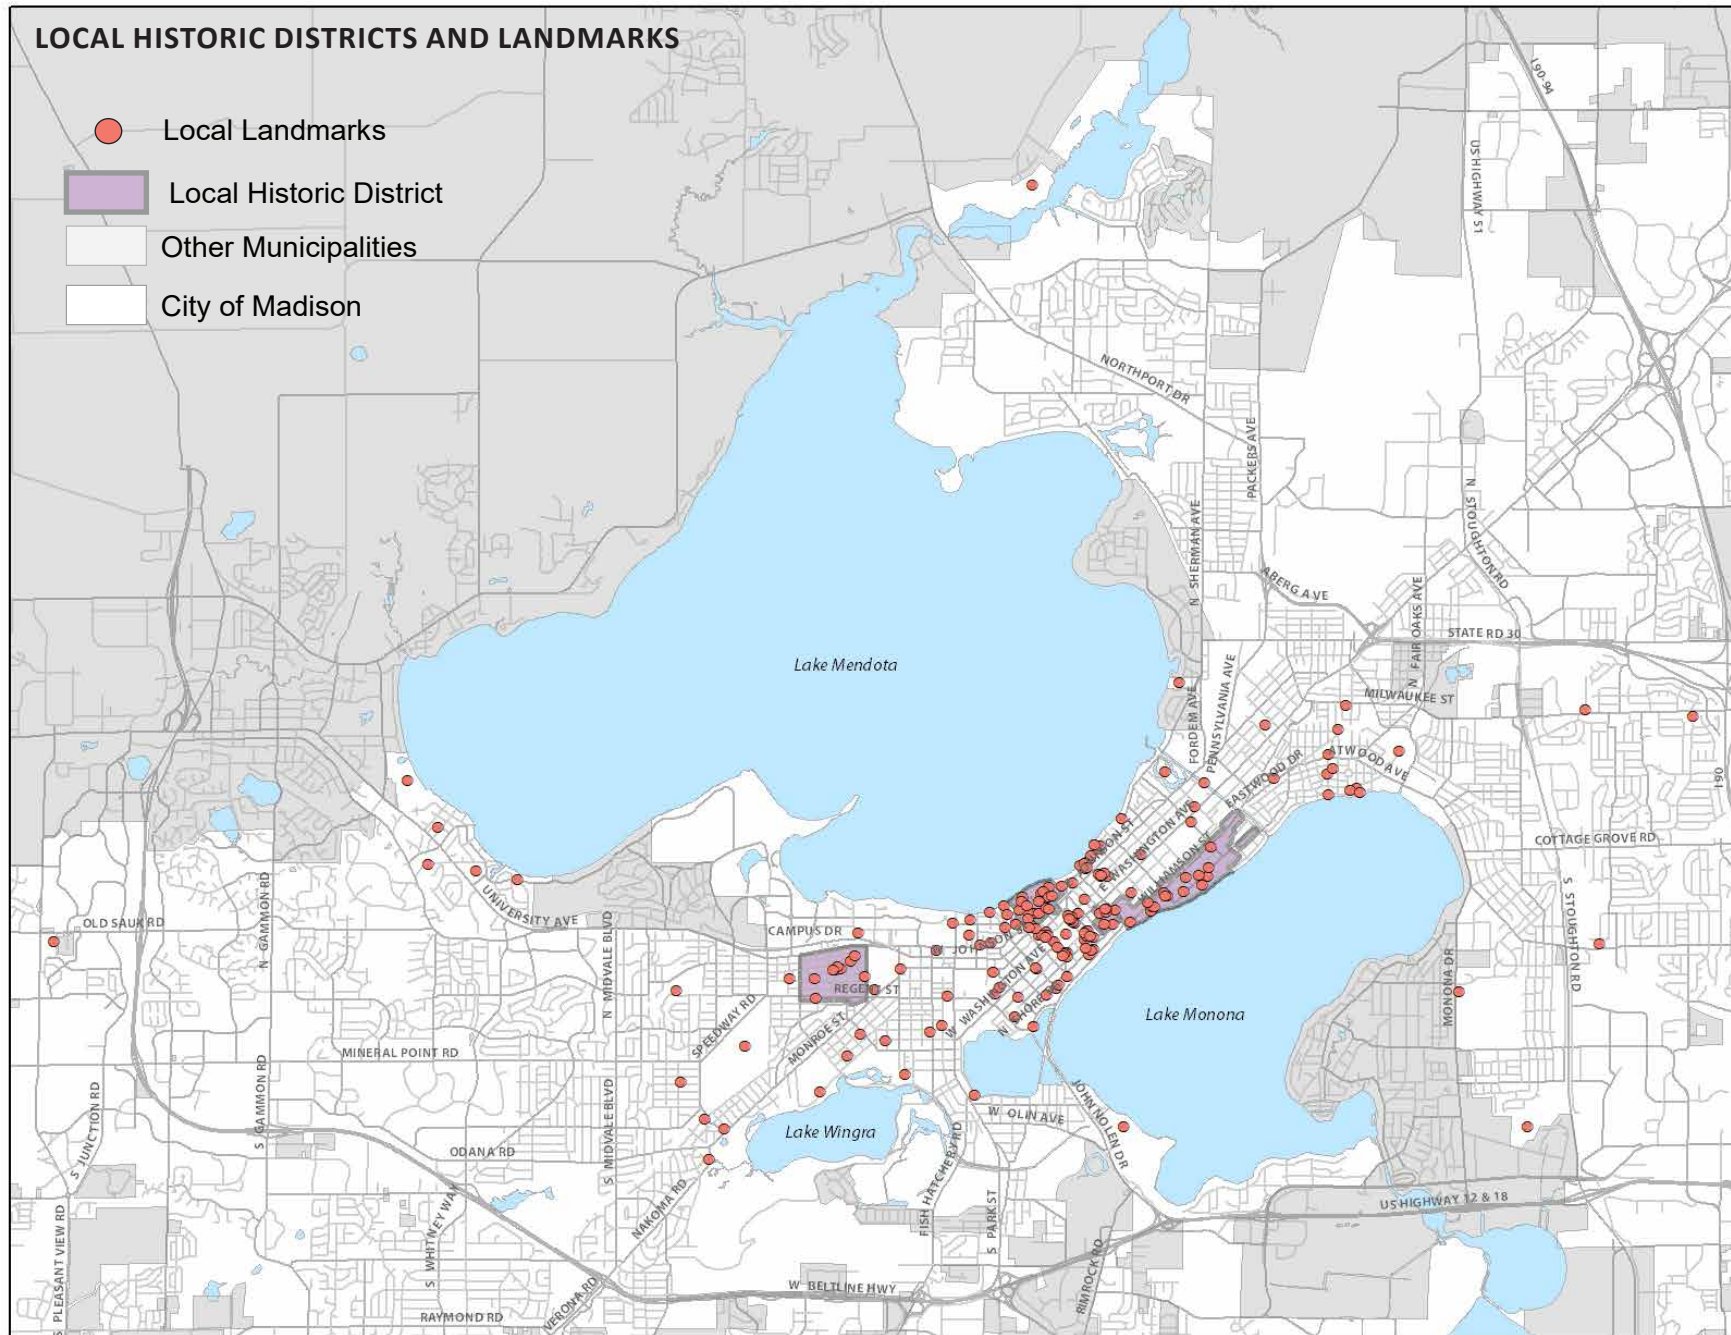 LOCAL HISTORIC DISTRICTS AND LANDMARKS
Local Landmarks
Local Historic District
Other Municipalities
City of Madison
I90-94
US HIGHWAY 51
NORTHPORT DR
PACKERS AVE
N SHERMAN AVE
N STOUGHTON RD
ABERG AVE
N FAIR OAKS AVE
STATE RD 30
Lake Mendota
PENNSYLVANIA AVE
FORDEM AVE
MILWAUKEE ST
ATWOOD AVE
EASTWOOD DR
I90
COTTAGE GROVE RD
E WASHINGTON AVE
WILLIAMSON ST
N GAMMON RD
UNIVERSITY AVE
OLD SAUK RD
CAMPUS DR
N MIDVALE BLVD
S STOUGHTON RD
MONONA DR
REGENT ST
W WASHINGTON AVE
Lake Monona
SPEEDWAY RD
MONROE ST
MINERAL POINT RD
S JUNCTION RD
S GAMMON RD
S MIDVALE BLVD
JOHN NOLEN DR
W OLIN AVE
Lake Wingra
ODANA RD
FISH HATCHERY RD
S WHITNEY WAY
NAKOMA RD
S PARK ST
US HIGHWAY 12 & 18
S PLEASANT VIEW RD
RIMROCK RD
W BELTLINE HWY
VERONA RD
RAYMOND RD